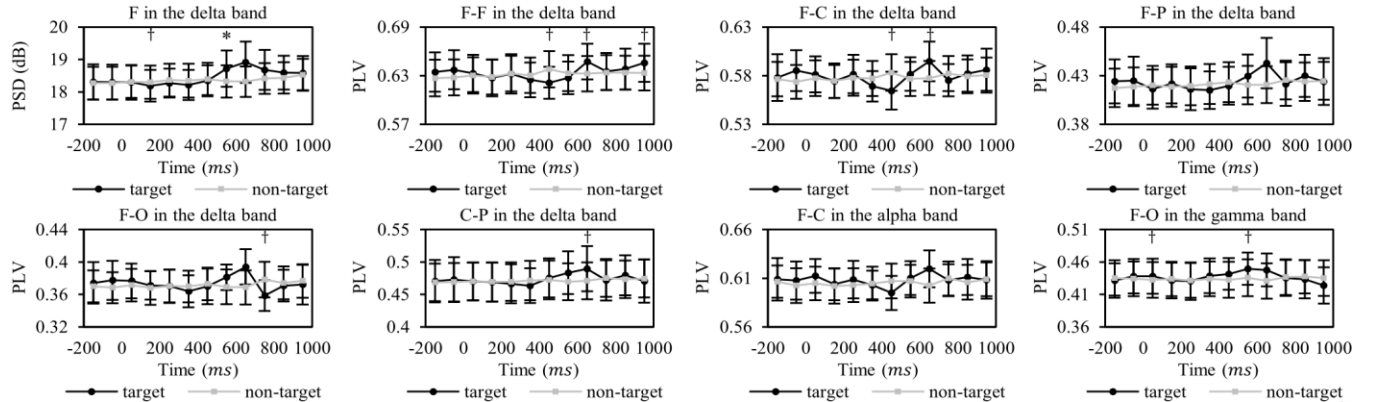 F in the delta band
†
*
20
19
18
17
PSD (dB)
-200 0 200 400 600 800 1000
Time (ms)
target non-target
F-F in the delta band
† † †
0.69
0.63
0.57
PLV
-200 0 200 400 600 800 1000
Time (ms)
target non-target
F-C in the delta band
† †
0.63
0.58
0.53
PLV
-200 0 200 400 600 800 1000
Time (ms)
target non-target
F-P in the delta band
0.48
0.43
0.38
PLV
-200 0 200 400 600 800 1000
Time (ms)
target non-target
F-O in the delta band
†
0.44
0.4
0.36
0.32
PLV
-200 0 200 400 600 800 1000
Time (ms)
target non-target
C-P in the delta band
†
0.55
0.5
0.45
0.4
PLV
-200 0 200 400 600 800 1000
Time (ms)
target non-target
F-C in the alpha band
0.66
0.61
0.56
PLV
-200 0 200 400 600 800 1000
Time (ms)
target non-target
F-O in the gamma band
† †
0.51
0.46
0.41
0.36
PLV
-200 0 200 400 600 800 1000
Time (ms)
target non-target